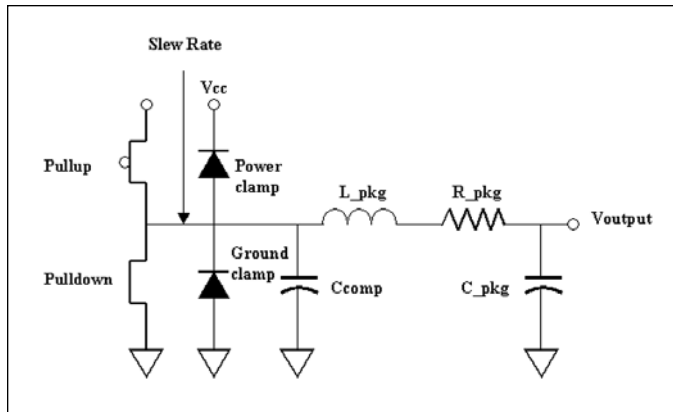 Slew Rate
Vcc
Pullup
Power
clamp
L_pkg
R_pkg
Voutput
Pulldown
Ground
clamp
Ccomp
C_pkg